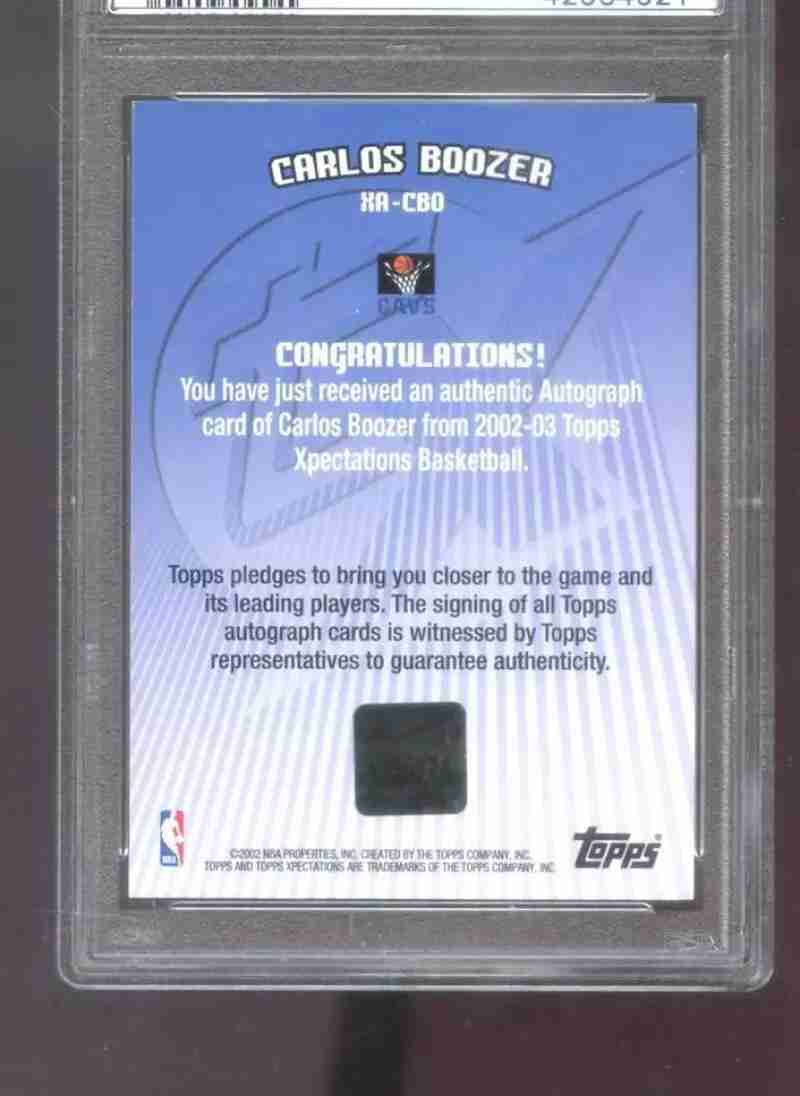 CARLOS BOOZER
XA-CBO
CAVS
CONGRATULATIONS!
You have just received an authentic Autograph
card of Carlos Boozer from 2002-03 Topps
Xpectations Basketball.
Topps pledges to bring you closer to the game and
its leading players. The signing of all Topps
autograph cards is witnessed by Topps
representatives to guarantee authenticity.
NBA
©2002 NBA PROPERTIES, INC. CREATED BY THE TOPPS COMPANY, INC.
TOPPS AND TOPPS XPECTATIONS ARE TRADEMARKS OF THE TOPPS COMPANY, INC.
TOPPS®